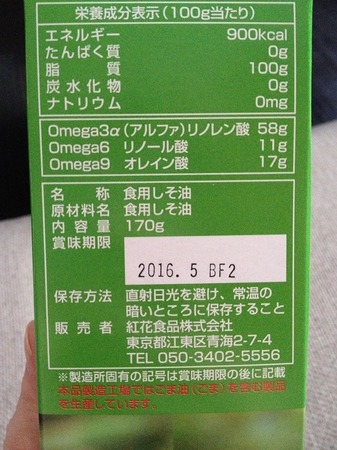 栄養成分表示(100g当たり)
エネルギー 900kcal
たんぱく質 0g
脂質 100g
炭水化物 0g
ナトリウム 0mg
Omega3α(アルファ)リノレン酸 58g
Omega6 リノール酸 11g
Omega9 オレイン酸 17g
名称 食用しそ油
原材料名 食用しそ油
内容量 170g
賞味期限
2016. 5 BF2
保存方法 直射日光を避け、常温の
暗いところに保存すること
販売者 紅花食品株式会社
東京都江東区青海2-7-4
TEL 050-3402-5556
※製造所固有の記号は賞味期限の後に記載
本品製造工場ではごま油(ごま)を含む製品
を生産しています。